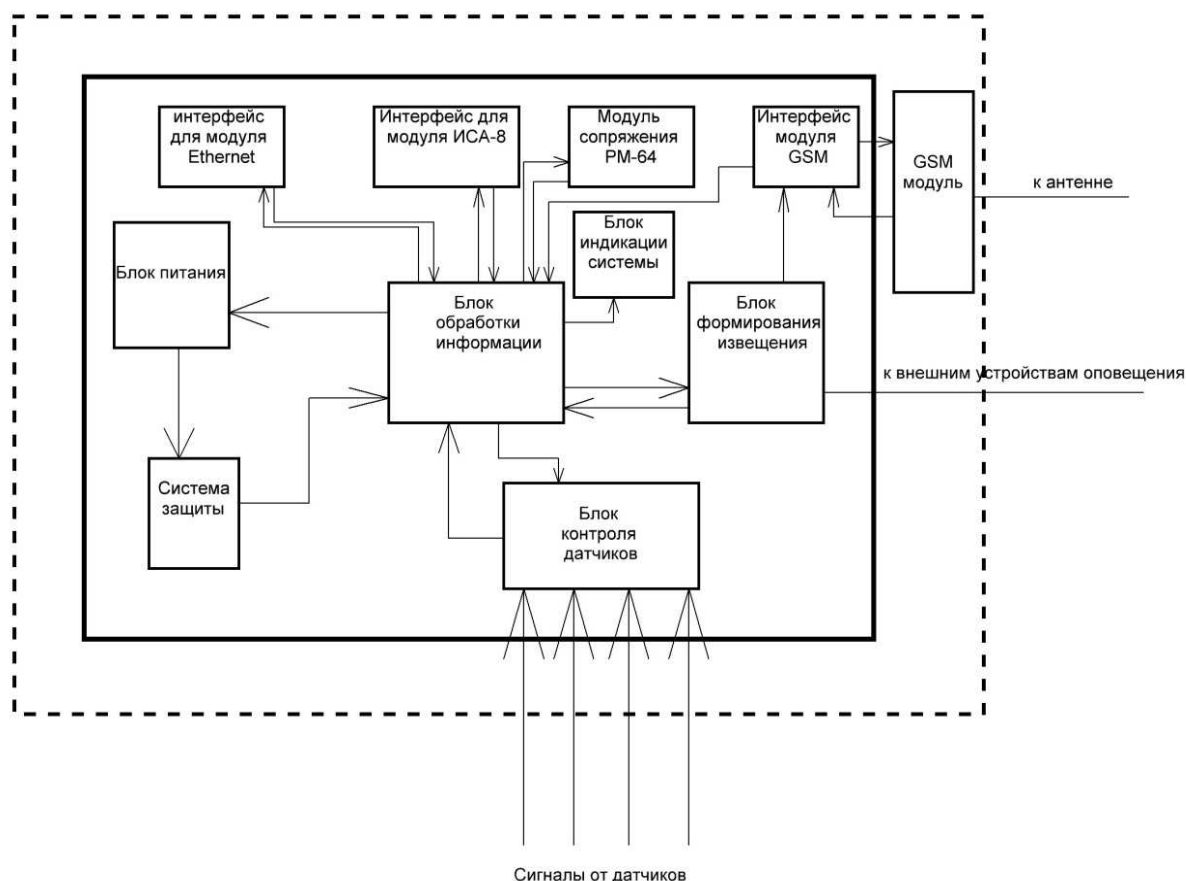 интерфейс
для модуля
Ethernet
Интерфейс для
модуля ИСА-8
Модуль
сопряжения
РМ-64
Интерфейс
модуля
GSM
GSM
модуль
к антенне
Блок
индикации
системы
Блок питания
Блок
обработки
информации
Блок
формирования
извещения
к внешним устройствам оповещения
Система
защиты
Блок
контроля
датчиков
Сигналы от датчиков